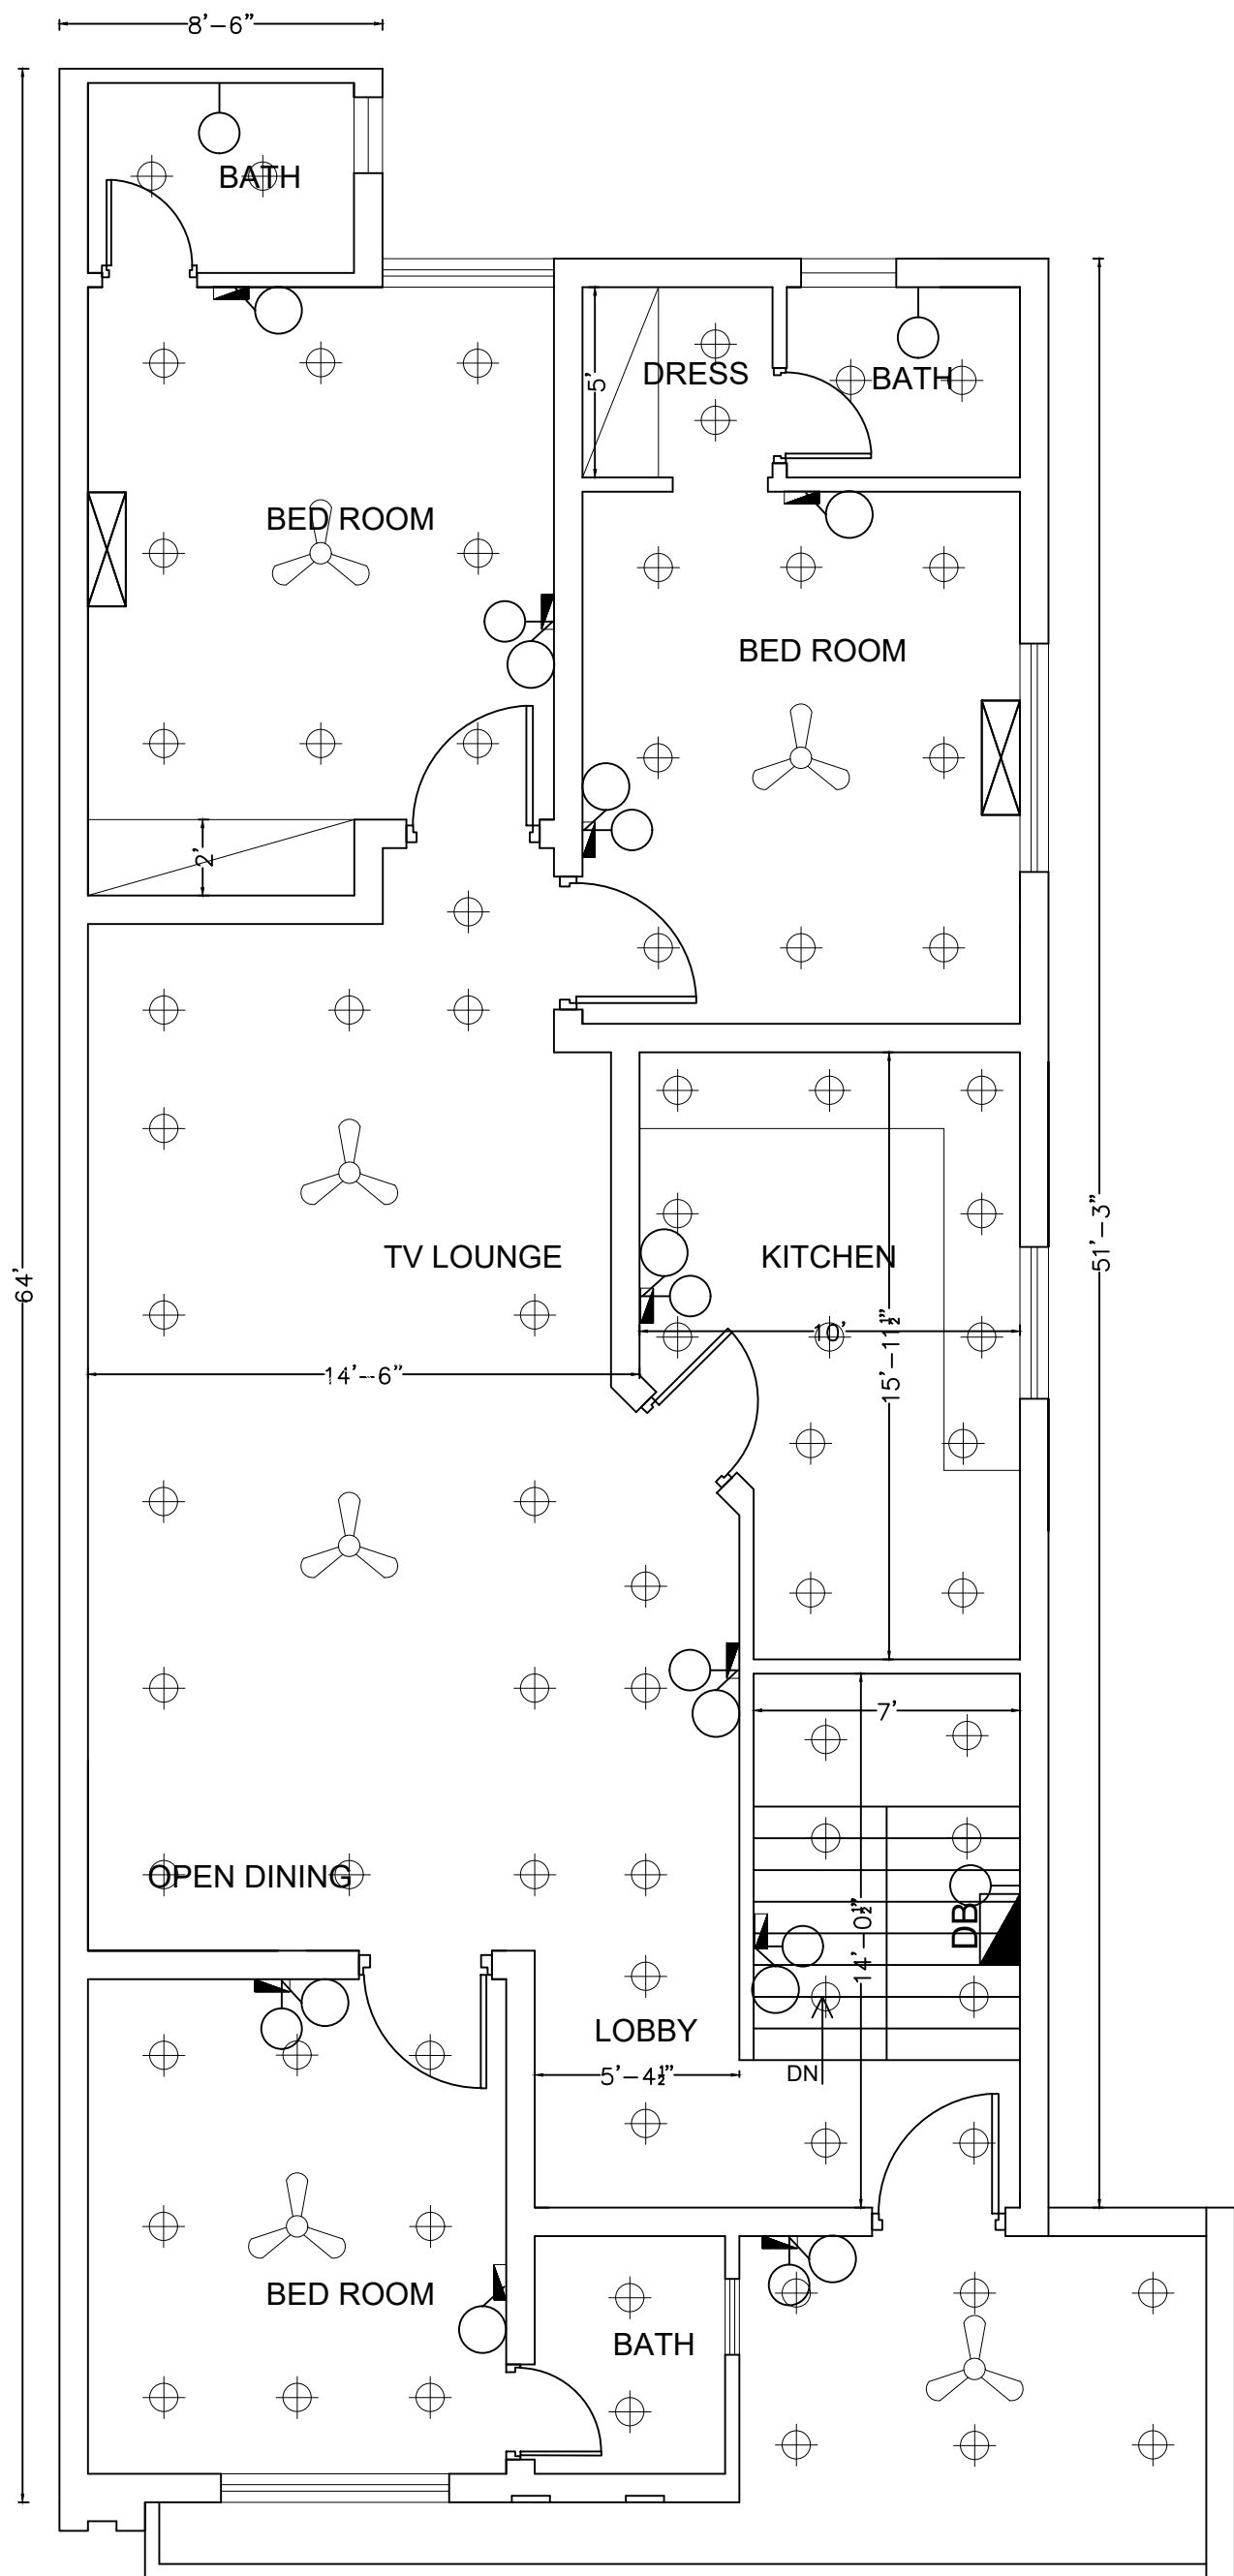 8'-6"
BATH
DRESS
5'
BATH
BED ROOM
BED ROOM
2'
64'
51'-3"
TV LOUNGE
KITCHEN
10'
15'-11½"
14'-6"
7'
OPEN DINING
DB
14'-0½"
LOBBY
5'-4½"
DN
BED ROOM
BATH